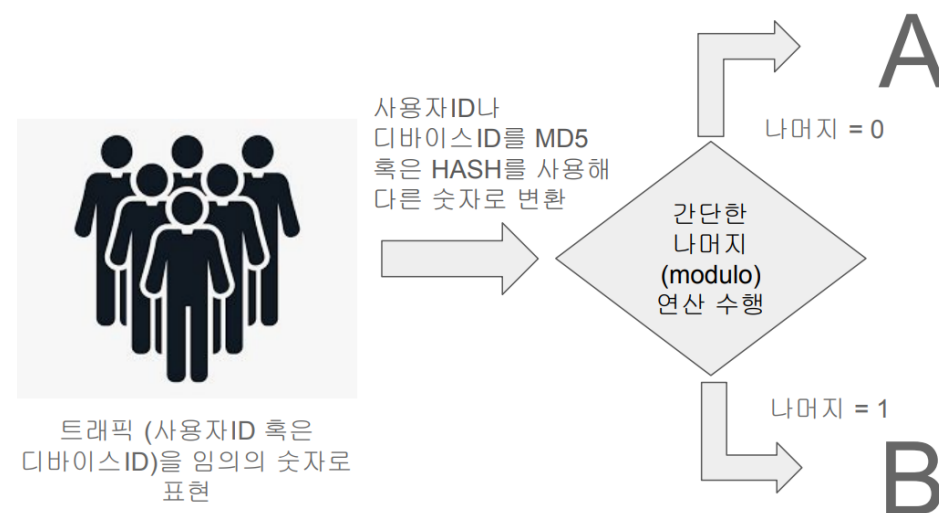 사용자ID나
디바이스ID를 MD5
혹은 HASH를 사용해
다른 숫자로 변환
A
나머지 = 0
간단한
나머지
(modulo)
연산 수행
나머지 = 1
B
트래픽 (사용자ID 혹은
디바이스ID)을 임의의 숫자로
표현